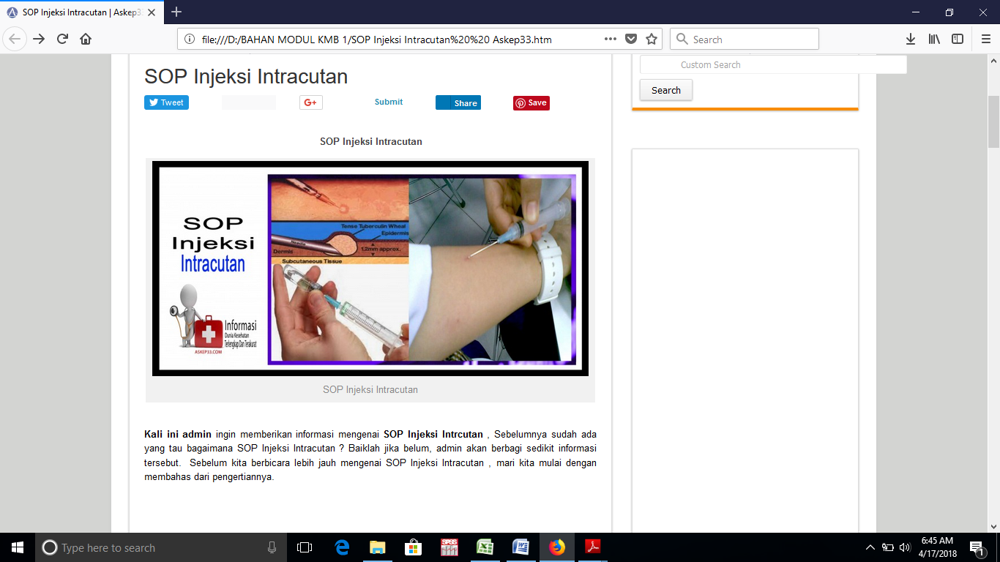 SOP Injeksi Intracutan | Askep3
file:///D:/BAHAN MODUL KMB 1/SOP Injeksi Intracutan%20%20 Askep33.htm
Search
SOP Injeksi Intracutan
Tweet
G+
Submit
Share
Save
Custom Search
Search
SOP Injeksi Intracutan
SOP
Injeksi
Intracutan
Informasi
Dunia Kesehatan
Terlengkap Dan Terakurat
ASKEP33.COM
Tense Tuberculin Wheal
Epidermis
Needle
Dermis
1,2mm approx.
Subcutaneous Tissue
SOP Injeksi Intracutan
Kali ini admin ingin memberikan informasi mengenai SOP Injeksi Intrcutan , Sebelumnya sudah ada
yang tau bagaimana SOP Injeksi Intracutan ? Baiklah jika belum, admin akan berbagi sedikit informasi
tersebut. Sebelum kita berbicara lebih jauh mengenai SOP Injeksi Intracutan , mari kita mulai dengan
membahas dari pengertiannya.
Type here to search
SPSS
6:45 AM
4/17/2018
1